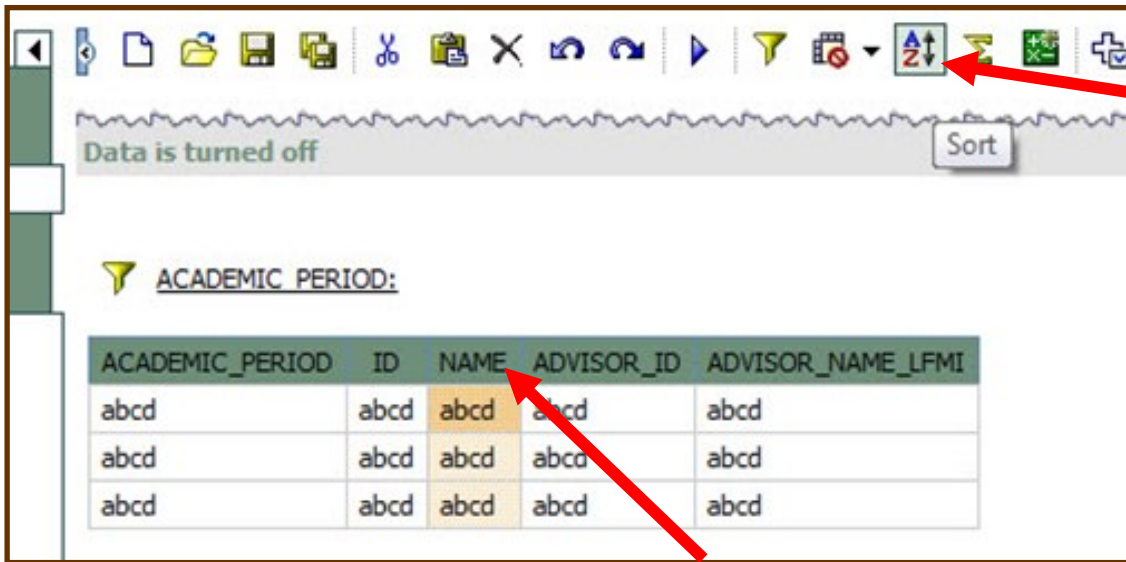 A
Z
Σ
Data is turned off
Sort
ACADEMIC_PERIOD:
ACADEMIC_PERIOD ID NAME ADVISOR_ID ADVISOR_NAME_LFMI
abcd abcd abcd abcd abcd
abcd abcd abcd abcd abcd
abcd abcd abcd abcd abcd